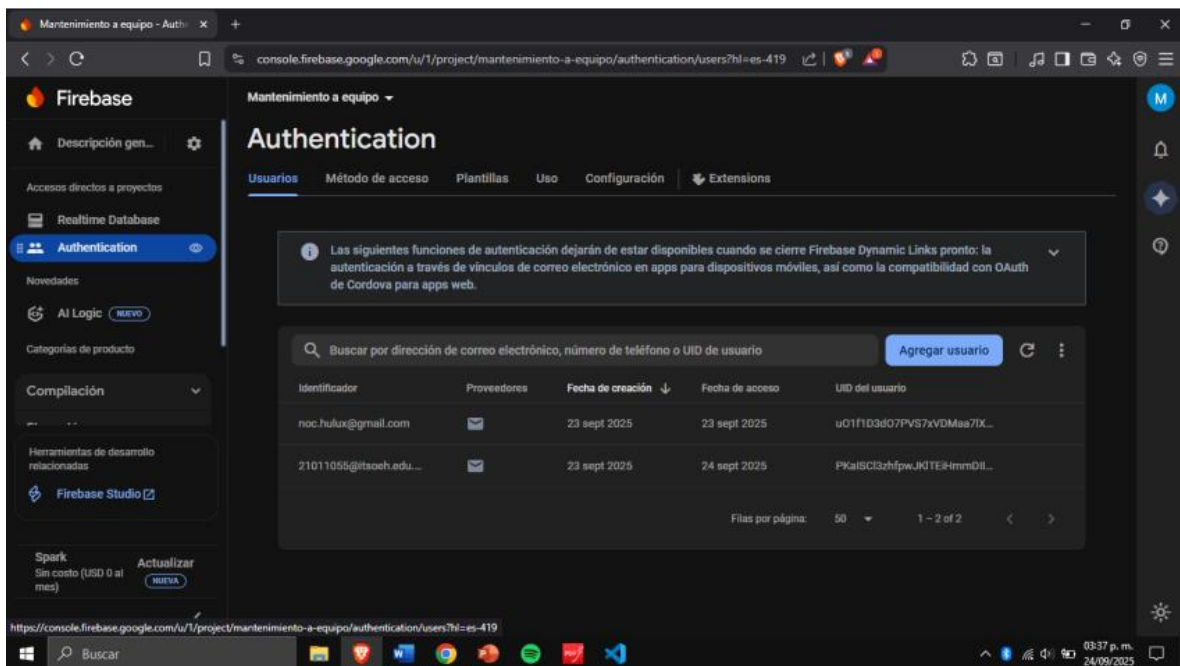 Mantenimiento a equipo - Auth
console.firebase.google.com/u/1/project/mantenimiento-a-equipo/authentication/users?hl=es-419
Firebase
Descripción gen...
Accesos directos a proyectos
Realtime Database
Authentication
Novedades
AI Logic NUEVO
Categorías de producto
Compilación
Herramientas de desarrollo
relacionadas
Firebase Studio
Spark
Sin costo (USD 0 al
mes)
Actualizar
NUEVA
Mantenimiento a equipo
Authentication
Usuarios Método de acceso Plantillas Uso Configuración Extensions
Las siguientes funciones de autenticación dejarán de estar disponibles cuando se cierre Firebase Dynamic Links pronto: la
autenticación a través de vínculos de correo electrónico en apps para dispositivos móviles, así como la compatibilidad con OAuth
de Cordova para apps web.
Buscar por dirección de correo electrónico, número de teléfono o UID de usuario Agregar usuario
Identificador Proveedores Fecha de creación Fecha de acceso UID del usuario
noc.hulux@gmail.com 23 sept 2025 23 sept 2025
21011055@itsoeh.edu.... 23 sept 2025 24 sept 2025
Filas por página: 50 1 – 2 of 2
M
https://console.firebase.google.com/u/1/project/mantenimiento-a-equipo/authentication/users?hl=es-419
Buscar
03:37 p. m.
24/09/2025